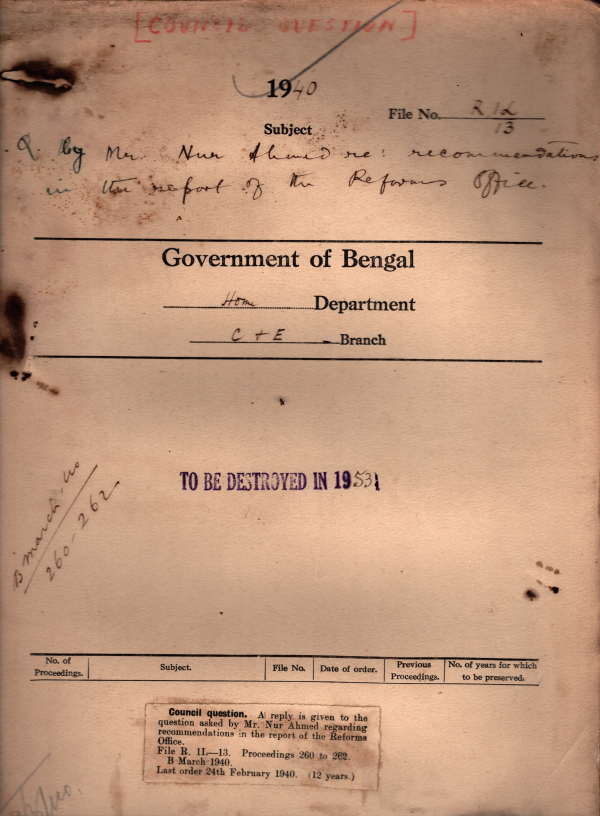 [COUNCIL QUESTION]
1940
File No. R 1L
13
Subject
Q. by Mr. Nur Ahmed re: recommendations
in the report of the Reforms Office.
Government of Bengal
Home Department
C + E Branch
TO BE DESTROYED IN 1953
B March. 40
260-262
No. of Proceedings.
Subject.
File No.
Date of order.
Previous Proceedings.
No. of years for which to be preserved.
Council question. A reply is given to the
question asked by Mr. Nur Ahmed regarding
recommendations in the report of the Reforms
Office.
File R. 1L—13. Proceedings 260 to 262.
B March 1940.
Last order 24th February 1940. (12 years.)